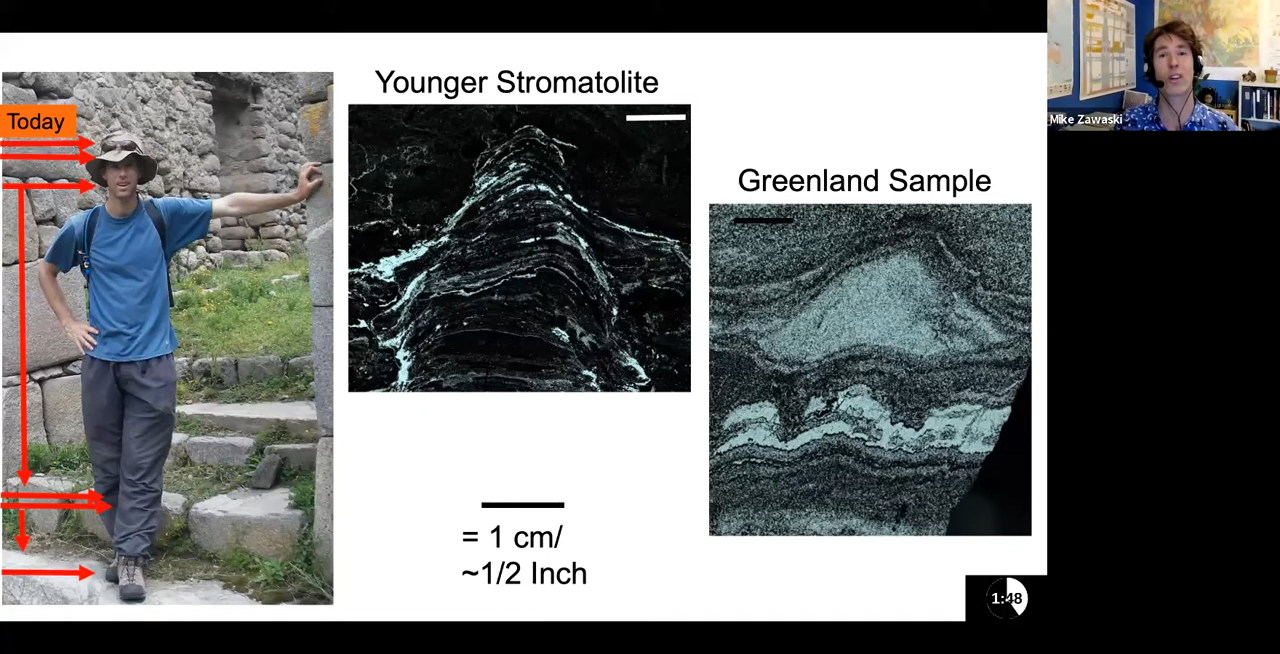 Younger Stromatolite
Today
Mike Zawaski
Greenland Sample
= 1 cm/
~1/2 Inch
1:48